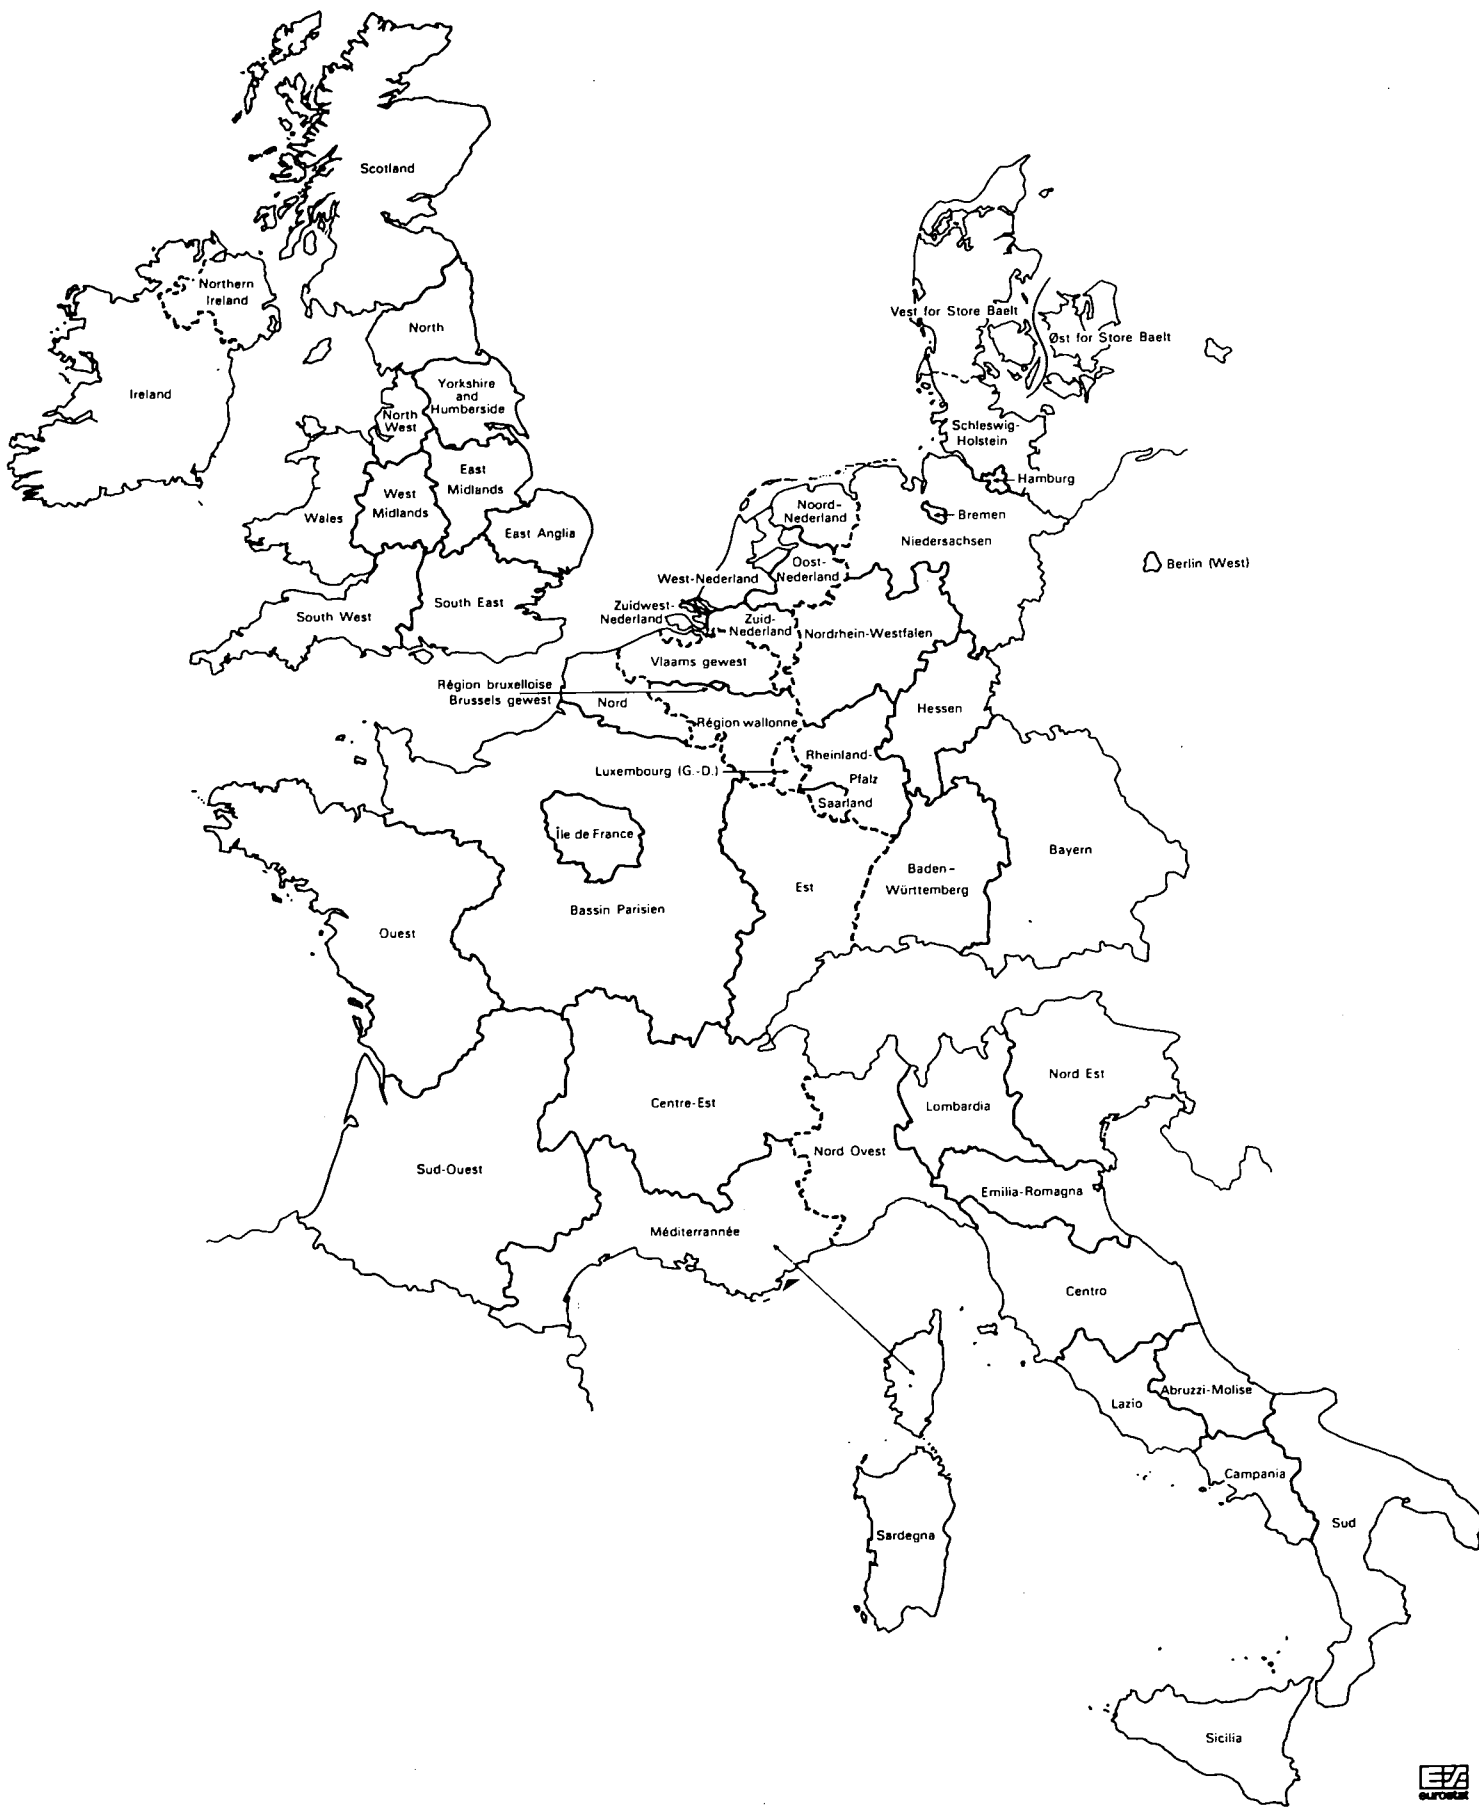 Scotland
Northern
Ireland
North
Vest for Store Baelt
Øst for Store Baelt
Ireland
Yorkshire
and
Humberside
North
West
Schleswig-
Holstein
East
Midlands
Hamburg
West
Midlands
Wales
East Anglia
Noord-
Nederland
Bremen
Niedersachsen
Oost-
Nederland
Berlin (West)
West-Nederland
South East
South West
Zuidwest-
Nederland
Zuid-
Nederland
Nordrhein-Westfalen
Vlaams gewest
Région bruxelloise
Brussels gewest
Nord
Hessen
Région wallonne
Rheinland-
Pfalz
Luxembourg (G.-D.)
Saarland
Île de France
Bayern
Baden-
Württemberg
Est
Bassin Parisien
Ouest
Nord Est
Centre-Est
Lombardia
Nord Ovest
Sud-Ouest
Emilia-Romagna
Méditerrannée
Centro
Abruzzi-Molise
Lazio
Campania
Sud
Sardegna
Sicilia
eurostat